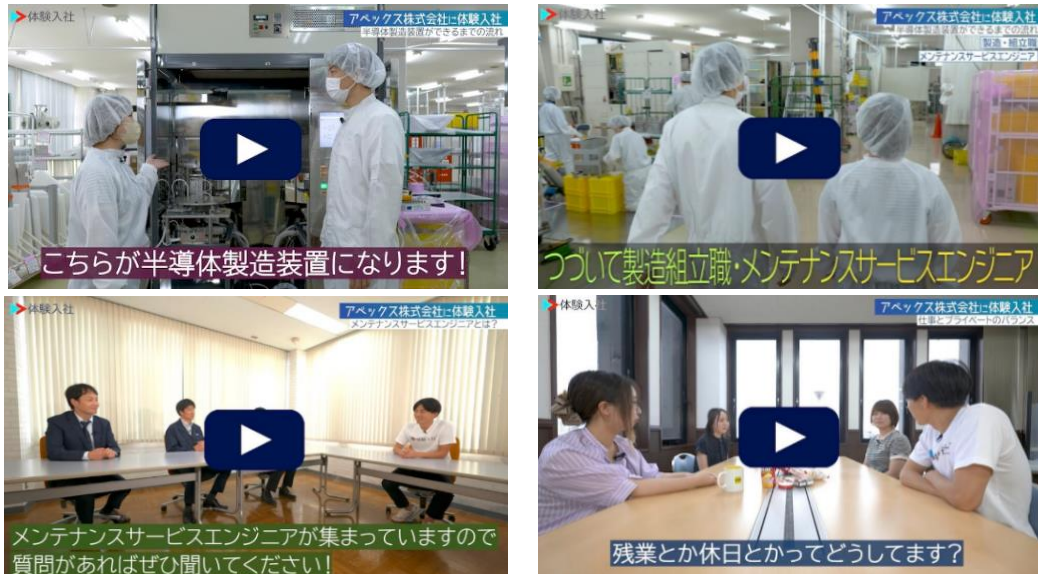 体験入社
アペックス株式会社に体験入社
半導体製造装置ができるまでの流れ
こちらが半導体製造装置になります!
体験入社
アペックス株式会社に体験入社
半導体製造装置ができるまでの流れ
製造・組立職
メンテナンスサービスエンジニア
つづいて製造組立職・メンテナンスサービスエンジニア
体験入社
アペックス株式会社に体験入社
メンテナンスサービスエンジニアとは?
メンテナンスサービスエンジニアが集まっていますので
質問があればぜひ聞いてください!
体験入社
アペックス株式会社に体験入社
仕事とプライベートのバランス
残業とか休日とかってどうしてます?